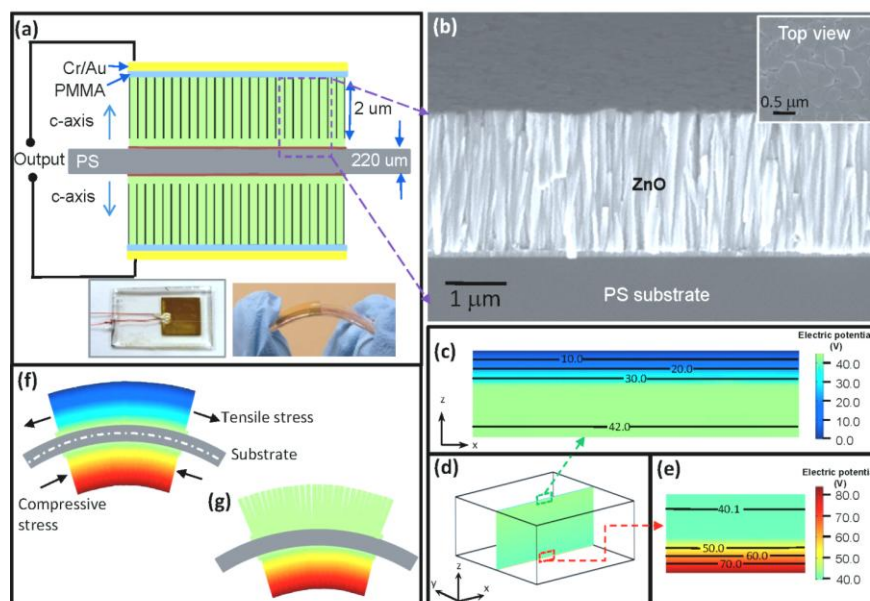 (a)
Cr/Au
PMMA
2 um
c-axis
Output
PS
220 um
c-axis
(b)
Top view
0.5 µm
ZnO
1 µm
PS substrate
(c)
Electric potential
(V)
10.0
20.0
30.0
42.0
40.0
30.0
20.0
10.0
0.0
z
x
(d)
z
y
x
(e)
Electric potential
(V)
40.1
50.0
60.0
70.0
80.0
70.0
60.0
50.0
40.0
(f)
Tensile stress
Substrate
Compressive
stress
(g)